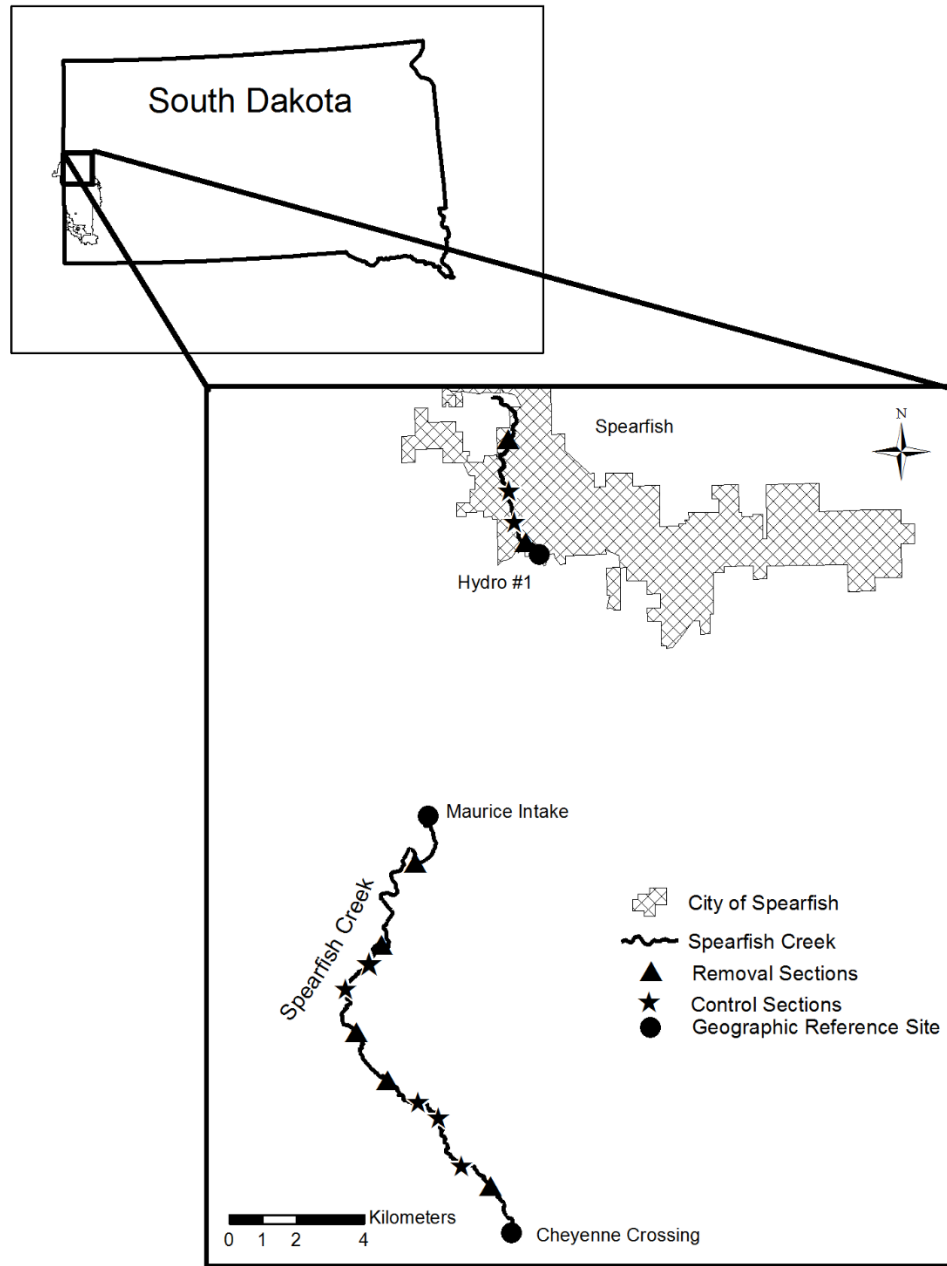 South Dakota
Spearfish
N
Hydro #1
Maurice Intake
Spearfish Creek
City of Spearfish
Spearfish Creek
Removal Sections
Control Sections
Geographic Reference Site
Kilometers
0 1 2 4
Cheyenne Crossing